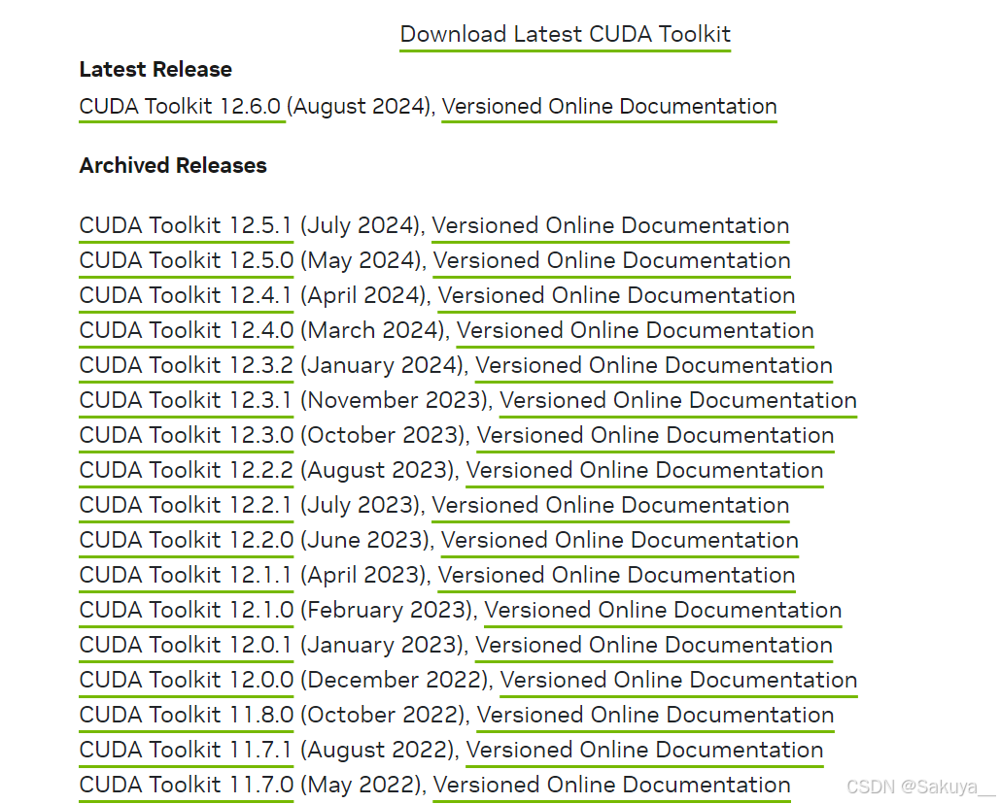 Download Latest CUDA Toolkit
Latest Release
CUDA Toolkit 12.6.0 (August 2024), Versioned Online Documentation
Archived Releases
CUDA Toolkit 12.5.1 (July 2024), Versioned Online Documentation
CUDA Toolkit 12.5.0 (May 2024), Versioned Online Documentation
CUDA Toolkit 12.4.1 (April 2024), Versioned Online Documentation
CUDA Toolkit 12.4.0 (March 2024), Versioned Online Documentation
CUDA Toolkit 12.3.2 (January 2024), Versioned Online Documentation
CUDA Toolkit 12.3.1 (November 2023), Versioned Online Documentation
CUDA Toolkit 12.3.0 (October 2023), Versioned Online Documentation
CUDA Toolkit 12.2.2 (August 2023), Versioned Online Documentation
CUDA Toolkit 12.2.1 (July 2023), Versioned Online Documentation
CUDA Toolkit 12.2.0 (June 2023), Versioned Online Documentation
CUDA Toolkit 12.1.1 (April 2023), Versioned Online Documentation
CUDA Toolkit 12.1.0 (February 2023), Versioned Online Documentation
CUDA Toolkit 12.0.1 (January 2023), Versioned Online Documentation
CUDA Toolkit 12.0.0 (December 2022), Versioned Online Documentation
CUDA Toolkit 11.8.0 (October 2022), Versioned Online Documentation
CUDA Toolkit 11.7.1 (August 2022), Versioned Online Documentation
CUDA Toolkit 11.7.0 (May 2022), Versioned Online Documentation
CSDN @Sakuya__